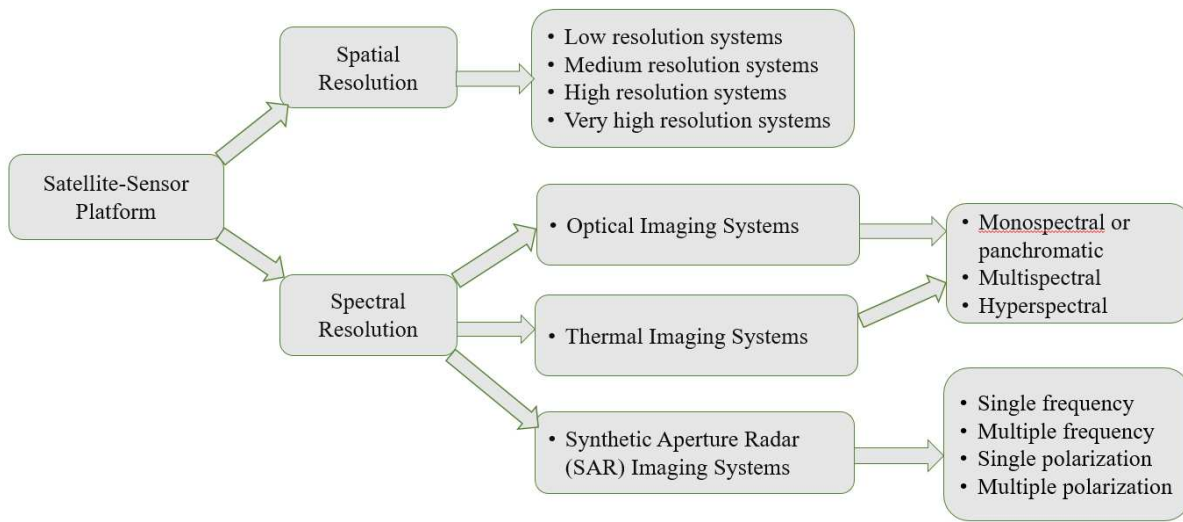 Satellite-Sensor
Platform
Spatial
Resolution
• Low resolution systems
• Medium resolution systems
• High resolution systems
• Very high resolution systems
Spectral
Resolution
• Optical Imaging Systems
• Thermal Imaging Systems
• Synthetic Aperture Radar
(SAR) Imaging Systems
• Monospectral or
panchromatic
• Multispectral
• Hyperspectral
• Single frequency
• Multiple frequency
• Single polarization
• Multiple polarization